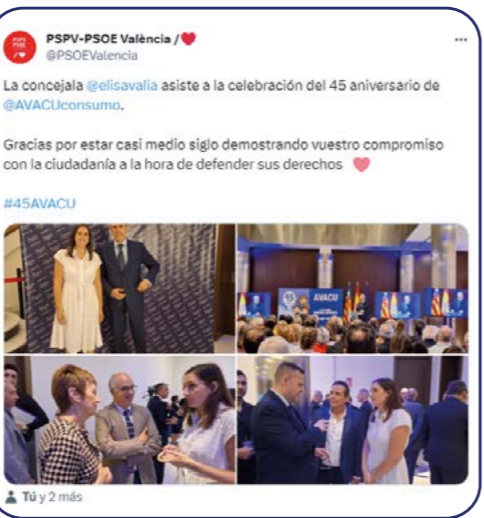 PSPV-PSOE València /❤
@PSOEValencia
La concejala @elisavalia asiste a la celebración del 45 aniversario de
@AVACUconsumo.
Gracias por estar casi medio siglo demostrando vuestro compromiso
con la ciudadanía a la hora de defender sus derechos ❤
#45AVACU
AVACU
Tú y 2 más